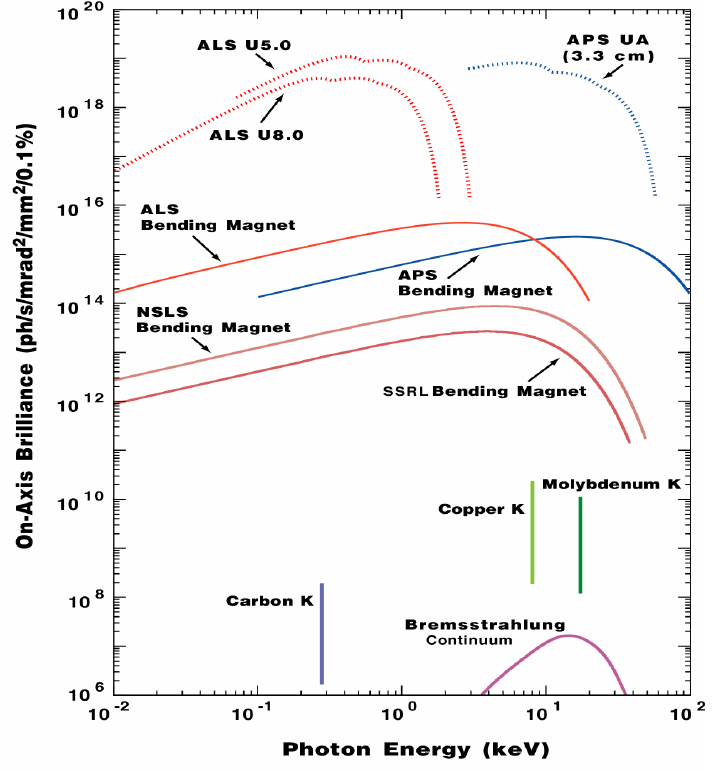 10 20
10 18
10 16
10 14
10 12
10 10
10 8
10 6
On-Axis Brilliance (ph/s/mrad2/mm2/0.1%)
ALS U5.0
ALS U8.0
APS UA
(3.3 cm)
ALS
Bending Magnet
APS
Bending Magnet
NSLS
Bending Magnet
SSRL Bending Magnet
Molybdenum K
Copper K
Carbon K
Bremsstrahlung
Continuum
10 -2
10 -1
10 0
10 1
10 2
Photon Energy (keV)